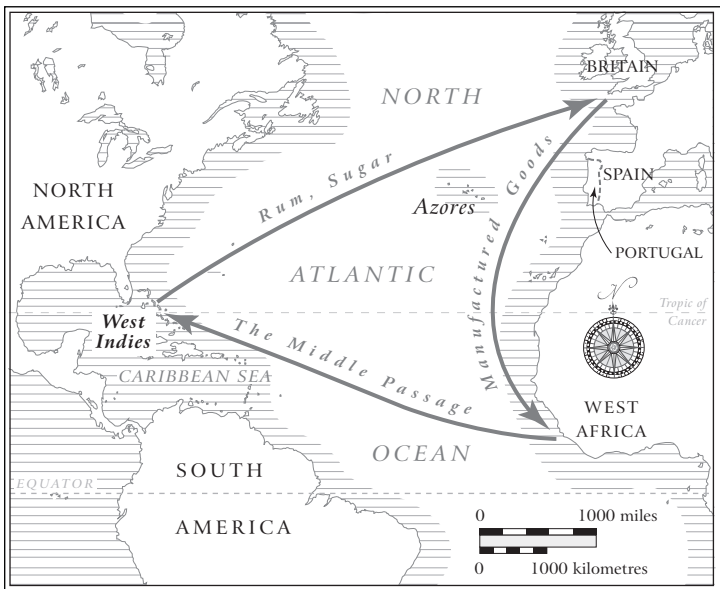 BRITAIN
NORTH
Rum, Sugar
Manufactured Goods
NORTH
AMERICA
SPAIN
Azores
PORTUGAL
ATLANTIC
N
Tropic of
Cancer
West
Indies
The Middle Passage
CARIBBEAN SEA
WEST
AFRICA
OCEAN
SOUTH
AMERICA
EQUATOR
0 1000 miles
0 1000 kilometres